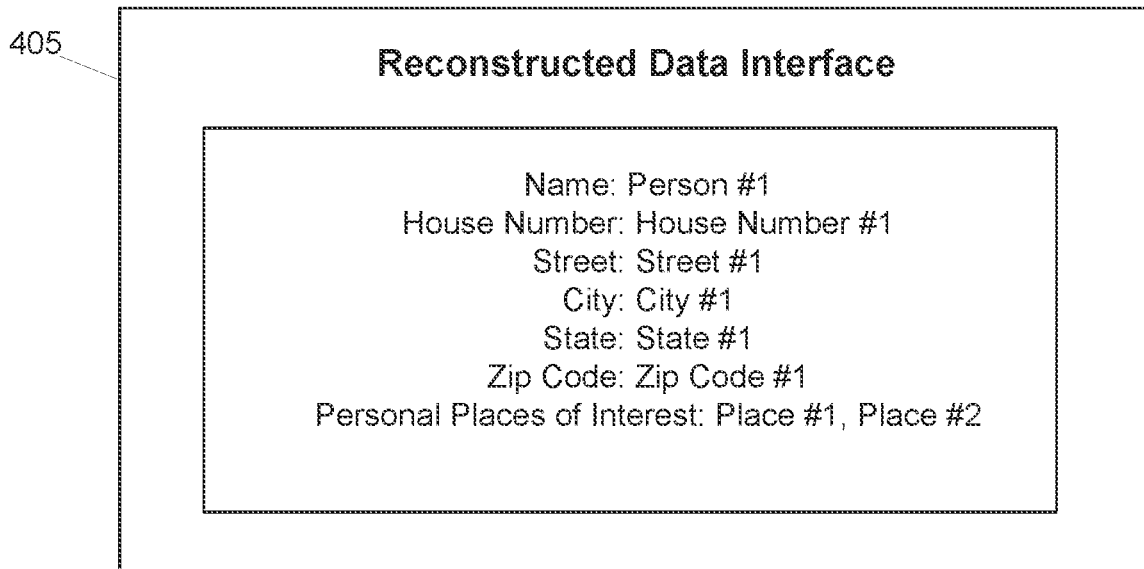 405
Reconstructed Data Interface
Name: Person #1
House Number: House Number #1
Street: Street #1
City: City #1
State: State #1
Zip Code: Zip Code #1
Personal Places of Interest: Place #1, Place #2